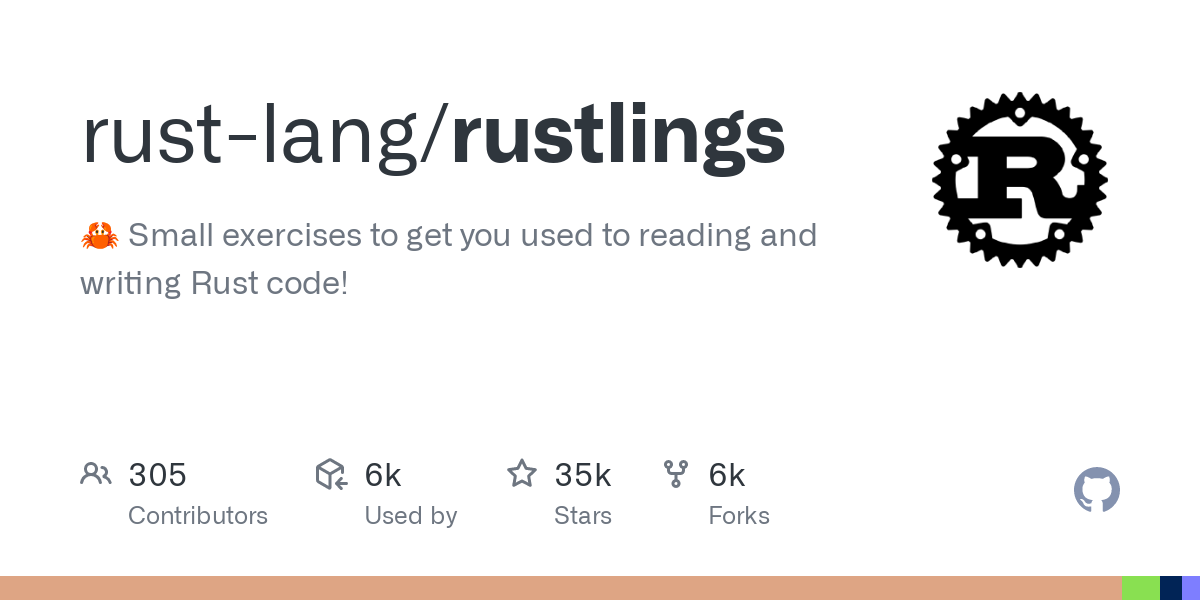 rust-lang/rustlings
🦀 Small exercises to get you used to reading and
writing Rust code!
R
305 6k 35k 6k
Contributors Used by Stars Forks